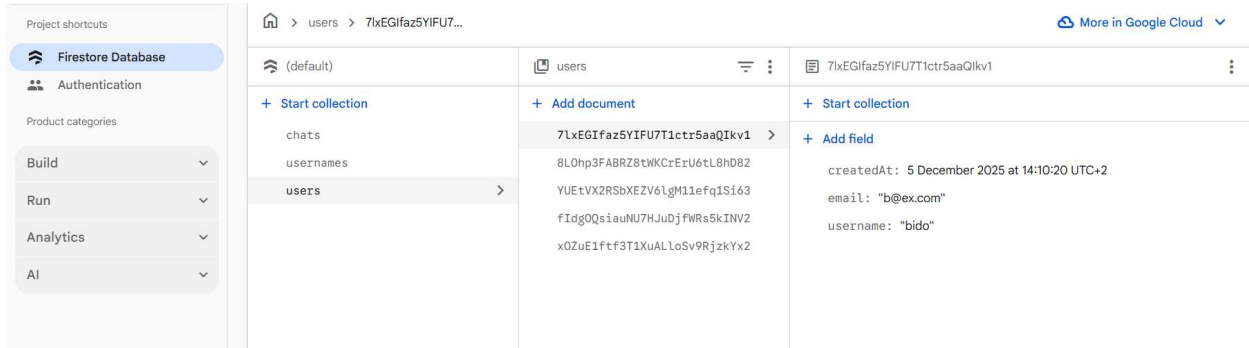 Project shortcuts
Firestore Database
Authentication
Product categories
Build
Run
Analytics
AI
> users > 7lxEGIfaz5YIFU7...
More in Google Cloud
(default)
+ Start collection
chats
usernames
users
users
+ Add document
7lxEGIfaz5YIFU7T1ctr5aaQIkv1
8LOhp3FABRZ8tWKCrErU6tL8hD82
YUEtVX2RSbXEZV6lgM11efq1Si63
fIdgOQsiauNU7HJuDjfWRs5kINV2
xOZuE1ftf3T1XuALloSv9RjzkYx2
7lxEGIfaz5YIFU7T1ctr5aaQIkv1
+ Start collection
+ Add field
createdAt: 5 December 2025 at 14:10:20 UTC+2
email: "b@ex.com"
username: "bido"